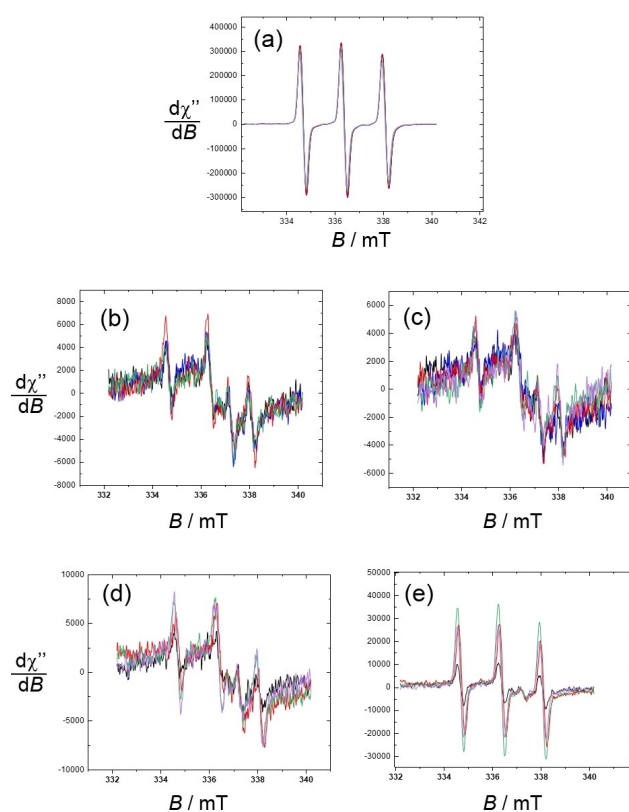 (a)
400000
300000
200000
100000
0
-100000
-200000
-300000
dχ''
dB
334 336 338 340 342
B / mT
(b)
8000
6000
4000
2000
0
-2000
-4000
-6000
-8000
dχ''
dB
332 334 336 338 340
B / mT
(c)
6000
4000
2000
0
-2000
-4000
-6000
332 334 336 338 340
B / mT
(d)
10000
5000
0
-5000
-10000
dχ''
dB
332 334 336 338 340
B / mT
(e)
50000
40000
30000
20000
10000
0
-10000
-20000
-30000
332 334 336 338 340
B / mT